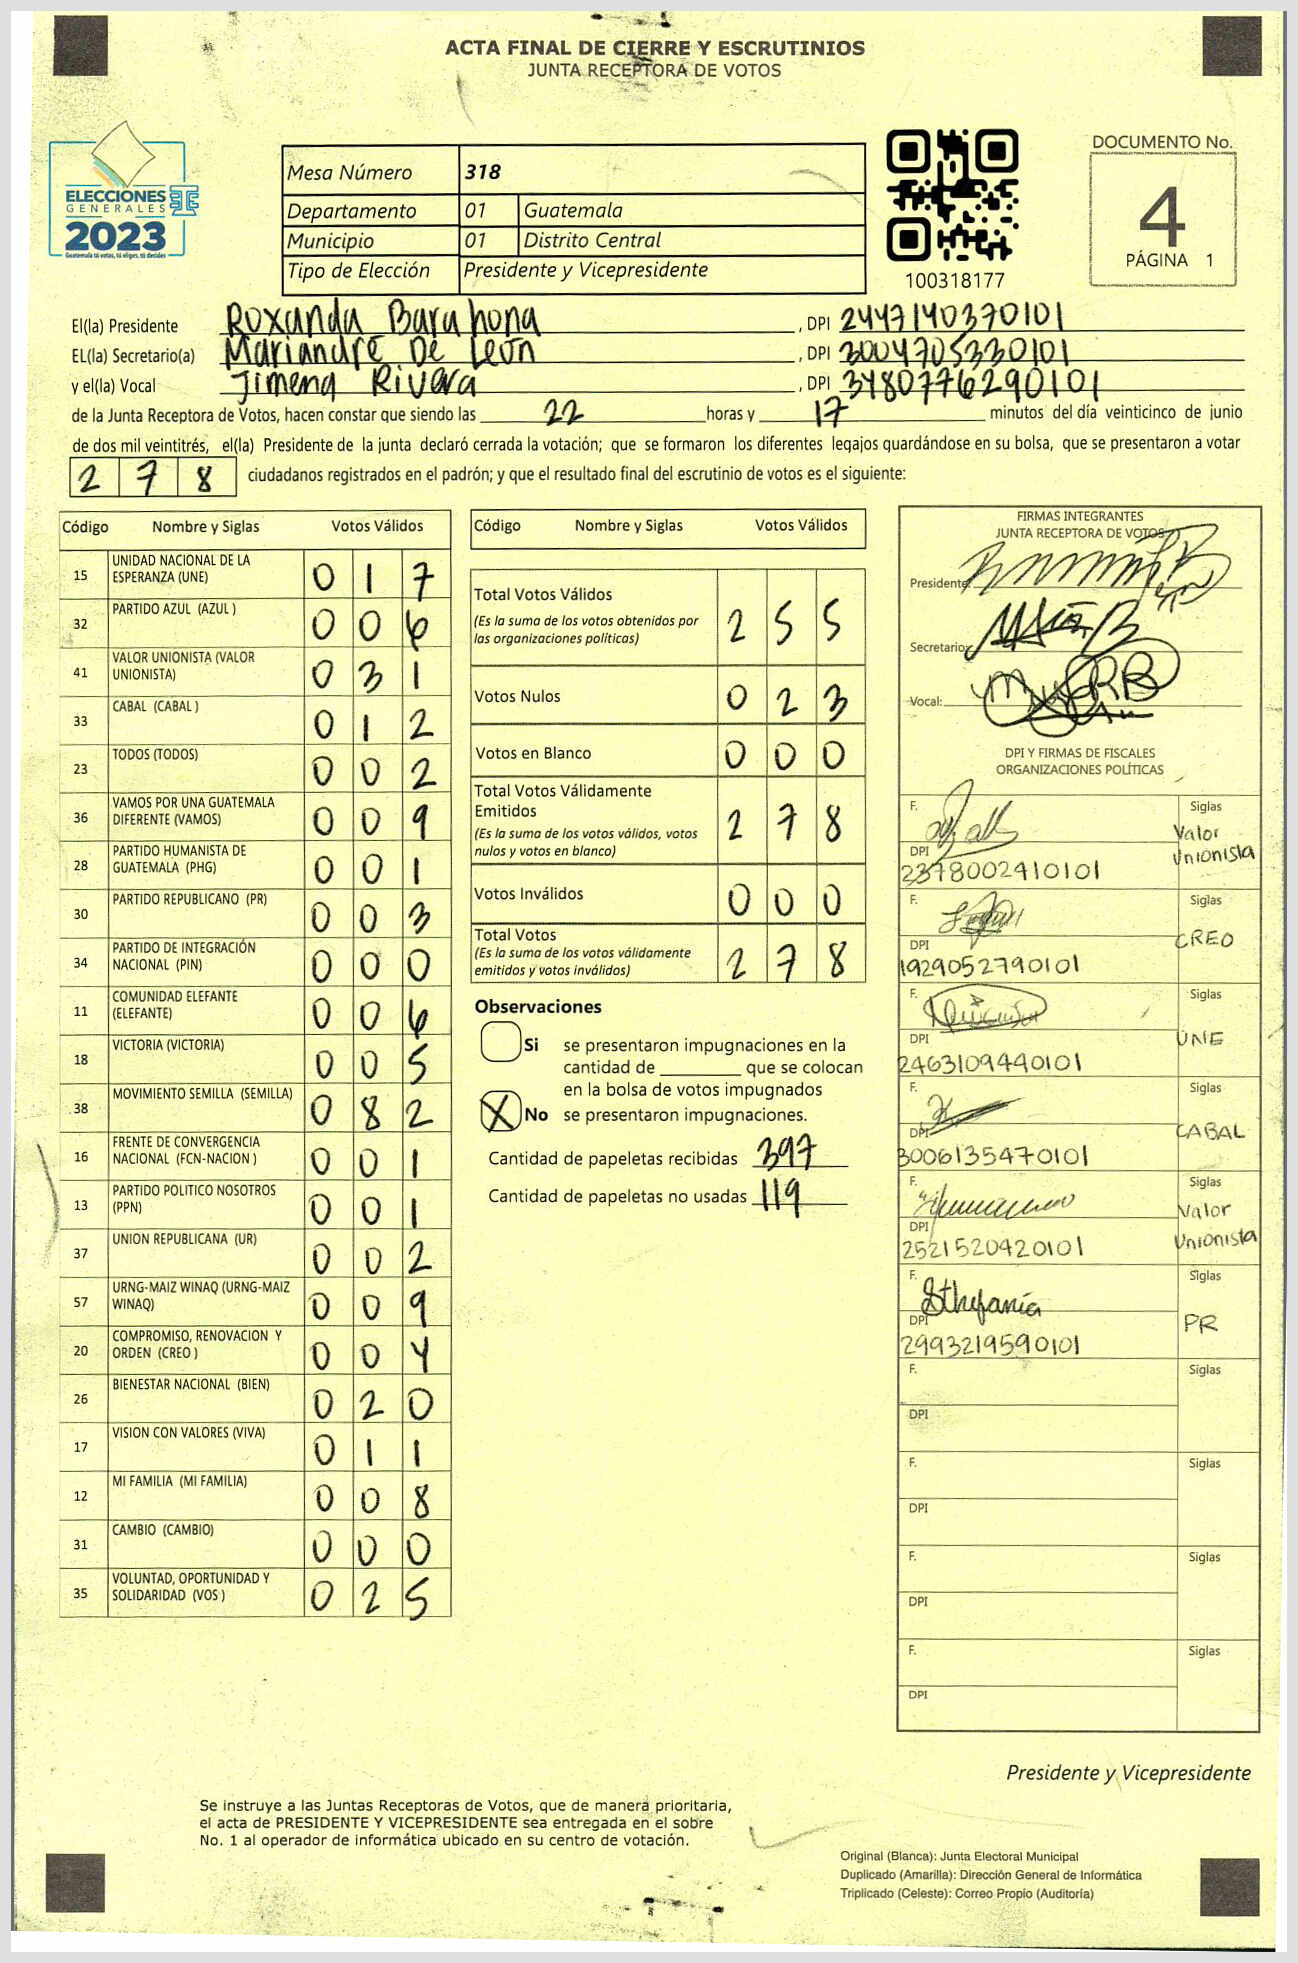 ACTA FINAL DE CIERRE Y ESCRUTINIOS
JUNTA RECEPTORA DE VOTOS
ELECCIONES
GENERALES
2023
Guatemala tú votas, tú eliges, tú decides
Mesa Número 318
Departamento 01 Guatemala
Municipio 01 Distrito Central
Tipo de Elección Presidente y Vicepresidente
100318177
DOCUMENTO No.
4
PÁGINA 1
El(la) Presidente Roxanda Barahona , DPI 2447140370101
EL(la) Secretario(a) Mariandré De León , DPI 3004705330101
y el(la) Vocal Jimena Rivera , DPI 3480776290101
de la Junta Receptora de Votos, hacen constar que siendo las 22 horas y 17 minutos del día veinticinco de junio
de dos mil veintitrés, el(la) Presidente de la junta declaró cerrada la votación; que se formaron los diferentes legajos guardándose en su bolsa, que se presentaron a votar
2 7 8 ciudadanos registrados en el padrón; y que el resultado final del escrutinio de votos es el siguiente:
Código Nombre y Siglas Votos Válidos
15 UNIDAD NACIONAL DE LA ESPERANZA (UNE) 0 1 7
32 PARTIDO AZUL (AZUL ) 0 0 6
41 VALOR UNIONISTA (VALOR UNIONISTA) 0 3 1
33 CABAL (CABAL ) 0 1 2
23 TODOS (TODOS) 0 0 2
36 VAMOS POR UNA GUATEMALA DIFERENTE (VAMOS) 0 0 9
28 PARTIDO HUMANISTA DE GUATEMALA (PHG) 0 0 1
30 PARTIDO REPUBLICANO (PR) 0 0 3
34 PARTIDO DE INTEGRACIÓN NACIONAL (PIN) 0 0 0
11 COMUNIDAD ELEFANTE (ELEFANTE) 0 0 6
18 VICTORIA (VICTORIA) 0 0 5
38 MOVIMIENTO SEMILLA (SEMILLA) 0 8 2
16 FRENTE DE CONVERGENCIA NACIONAL (FCN-NACION ) 0 0 1
13 PARTIDO POLITICO NOSOTROS (PPN) 0 0 1
37 UNION REPUBLICANA (UR) 0 0 2
57 URNG-MAIZ WINAQ (URNG-MAIZ WINAQ) 0 0 9
20 COMPROMISO, RENOVACION Y ORDEN (CREO ) 0 0 4
26 BIENESTAR NACIONAL (BIEN) 0 2 0
17 VISION CON VALORES (VIVA) 0 1 1
12 MI FAMILIA (MI FAMILIA) 0 0 8
31 CAMBIO (CAMBIO) 0 0 0
35 VOLUNTAD, OPORTUNIDAD Y SOLIDARIDAD (VOS ) 0 2 5
Código Nombre y Siglas Votos Válidos
Total Votos Válidos 2 5 5
(Es la suma de los votos obtenidos por
las organizaciones políticas)
Votos Nulos 0 2 3
Votos en Blanco 0 0 0
Total Votos Válidamente
Emitidos 2 7 8
(Es la suma de los votos válidos, votos
nulos y votos en blanco)
Votos Inválidos 0 0 0
Total Votos 2 7 8
(Es la suma de los votos válidamente
emitidos y votos inválidos)
Observaciones
Si se presentaron impugnaciones en la
cantidad de ________ que se colocan
en la bolsa de votos impugnados
X No se presentaron impugnaciones.
Cantidad de papeletas recibidas 397
Cantidad de papeletas no usadas 119
FIRMAS INTEGRANTES
JUNTA RECEPTORA DE VOTOS
Presidente:
Secretario:
Vocal:
DPI Y FIRMAS DE FISCALES
ORGANIZACIONES POLÍTICAS
F. Siglas
Valor
Unionista
DPI
2378002410101
F. Siglas
CREO
DPI
1929052790101
F. Siglas
UNE
DPI
2463109440101
F. Siglas
CABAL
DPI
3006135470101
F. Siglas
Valor
Unionista
DPI
2521520420101
F. Sthefania Siglas
PR
DPI
2993219590101
F. Siglas
DPI
F. Siglas
DPI
F. Siglas
DPI
F. Siglas
DPI
Presidente y Vicepresidente
Se instruye a las Juntas Receptoras de Votos, que de manera prioritaria,
el acta de PRESIDENTE Y VICEPRESIDENTE sea entregada en el sobre
No. 1 al operador de informática ubicado en su centro de votación.
Original (Blanca): Junta Electoral Municipal
Duplicado (Amarilla): Dirección General de Informática
Triplicado (Celeste): Correo Propio (Auditoría)